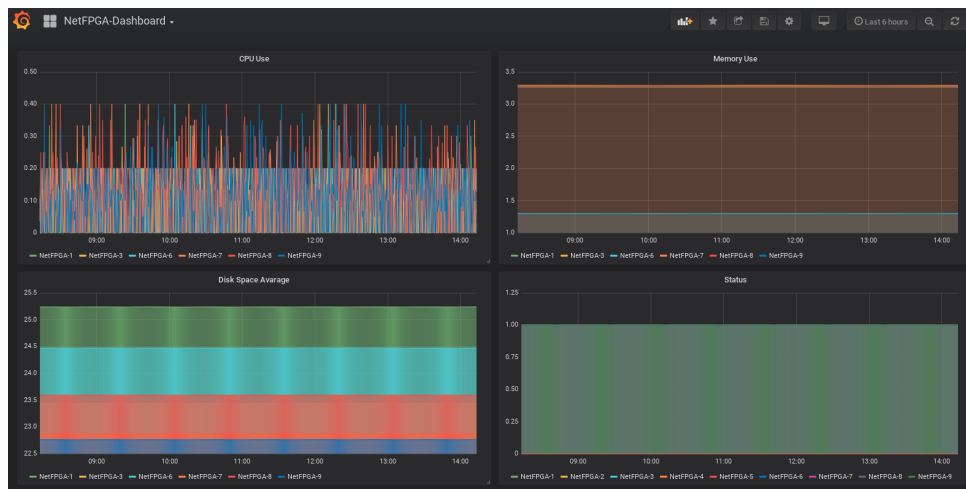 NetFPGA-Dashboard
Last 6 hours
CPU Use
0.50
0.40
0.30
0.20
0.10
0
09:00 10:00 11:00 12:00 13:00 14:00
NetFPGA-1 NetFPGA-3 NetFPGA-6 NetFPGA-7 NetFPGA-8 NetFPGA-9
Memory Use
3.5
3.0
2.5
2.0
1.5
1.0
09:00 10:00 11:00 12:00 13:00 14:00
NetFPGA-1 NetFPGA-3 NetFPGA-6 NetFPGA-7 NetFPGA-8 NetFPGA-9
Disk Space Avarage
25.5
25.0
24.5
24.0
23.5
23.0
22.5
09:00 10:00 11:00 12:00 13:00 14:00
NetFPGA-1 NetFPGA-3 NetFPGA-6 NetFPGA-7 NetFPGA-8 NetFPGA-9
Status
1.25
1.00
0.75
0.50
0.25
0
09:00 10:00 11:00 12:00 13:00 14:00
NetFPGA-1 NetFPGA-2 NetFPGA-3 NetFPGA-4 NetFPGA-5 NetFPGA-6 NetFPGA-7 NetFPGA-8 NetFPGA-9